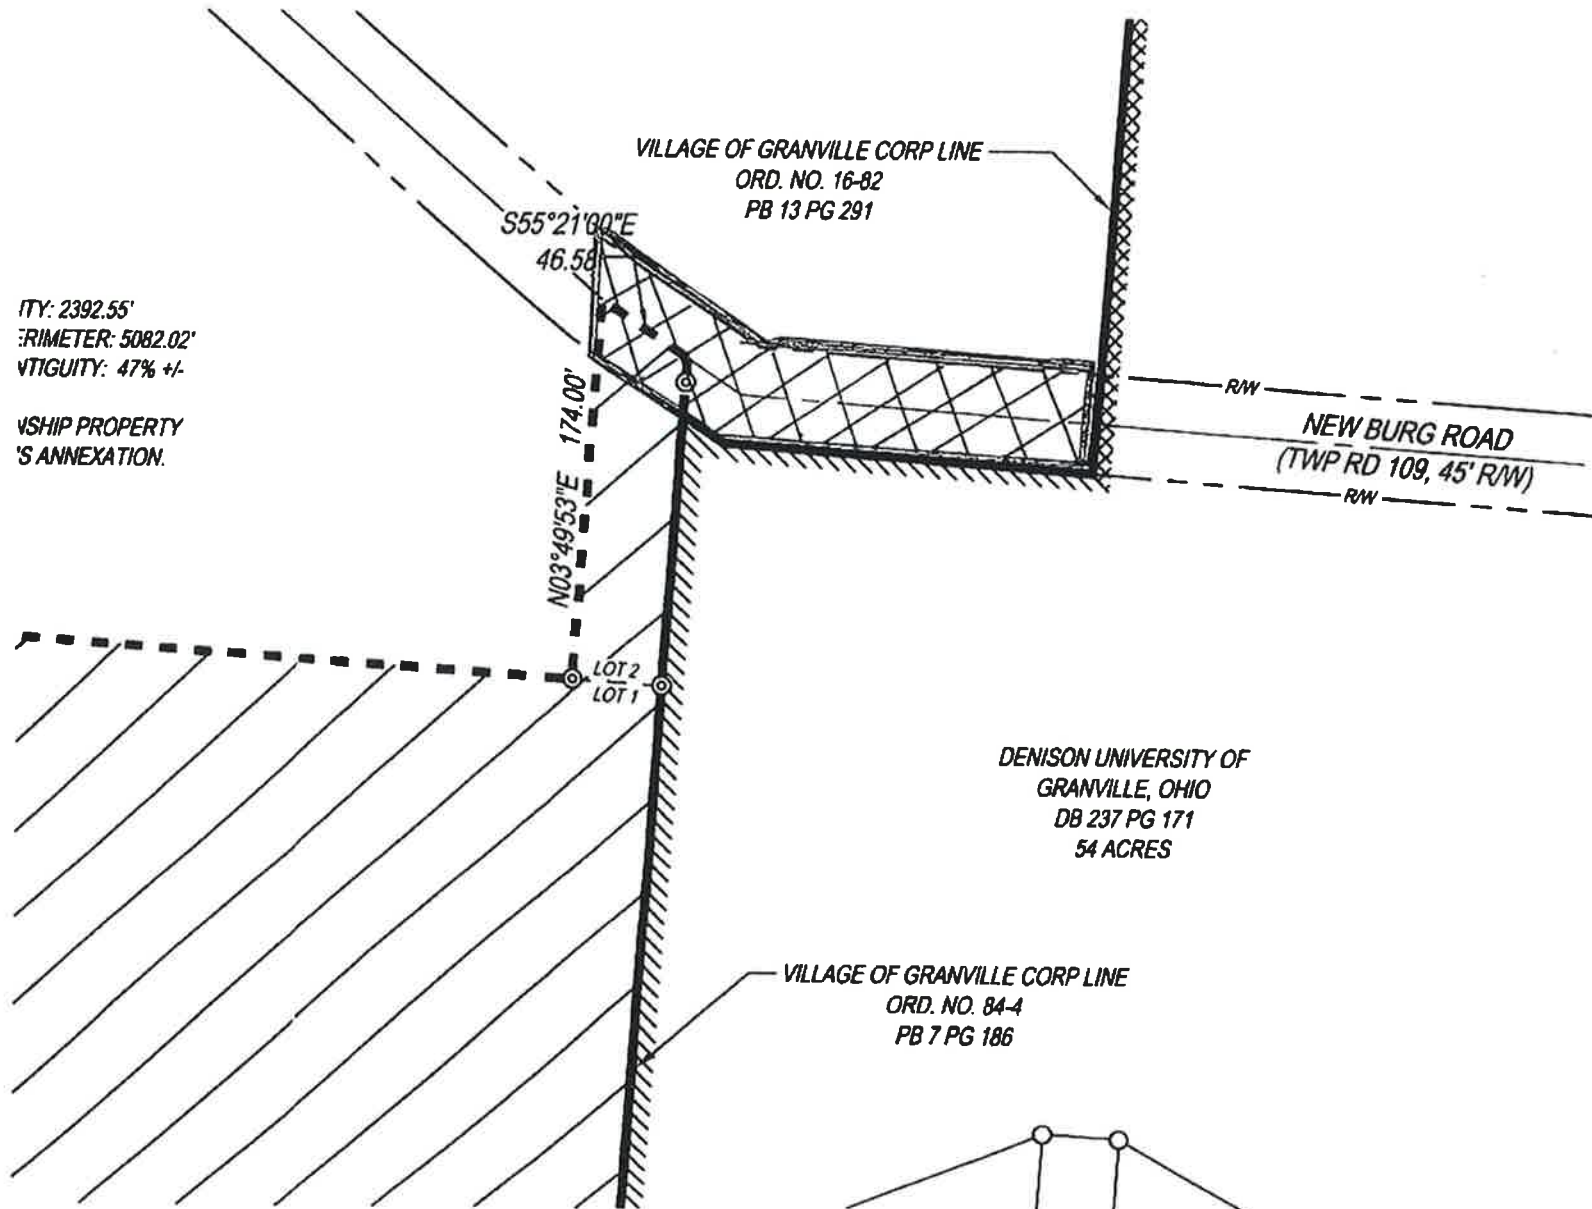 VILLAGE OF GRANVILLE CORP LINE
ORD. NO. 16-82
PB 13 PG 291
S55°21'00"E
46.58
ITY: 2392.55'
ERIMETER: 5082.02'
NTIGUITY: 47% +/-
NSHIP PROPERTY
'S ANNEXATION.
N03°49'53"E 174.00'
R/W
NEW BURG ROAD
(TWP RD 109, 45' R/W)
R/W
LOT 2
LOT 1
DENISON UNIVERSITY OF
GRANVILLE, OHIO
DB 237 PG 171
54 ACRES
VILLAGE OF GRANVILLE CORP LINE
ORD. NO. 84-4
PB 7 PG 186